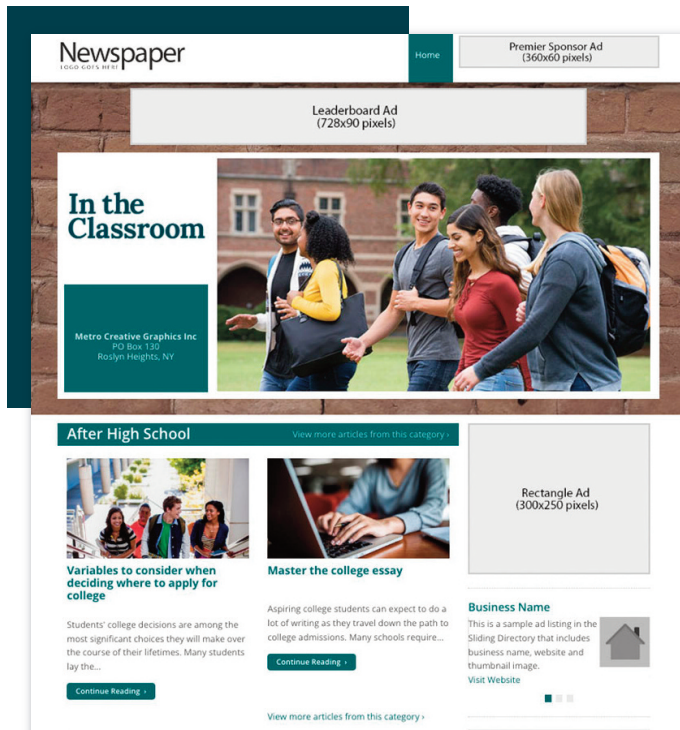 Newspaper
LOGO GOES HERE
Home
Premier Sponsor Ad
(360x60 pixels)
Leaderboard Ad
(728x90 pixels)
In the
Classroom
Metro Creative Graphics Inc
PO Box 130
Roslyn Heights, NY
After High School
View more articles from this category ›
Variables to consider when
deciding where to apply for
college
Students' college decisions are among the
most significant choices they will make over
the course of their lifetimes. Many students
lay the...
Continue Reading ›
Master the college essay
Aspiring college students can expect to do a
lot of writing as they travel down the path to
college admissions. Many schools require...
Continue Reading ›
View more articles from this category ›
Rectangle Ad
(300x250 pixels)
Business Name
This is a sample ad listing in the
Sliding Directory that includes
business name, website and
thumbnail image.
Visit Website